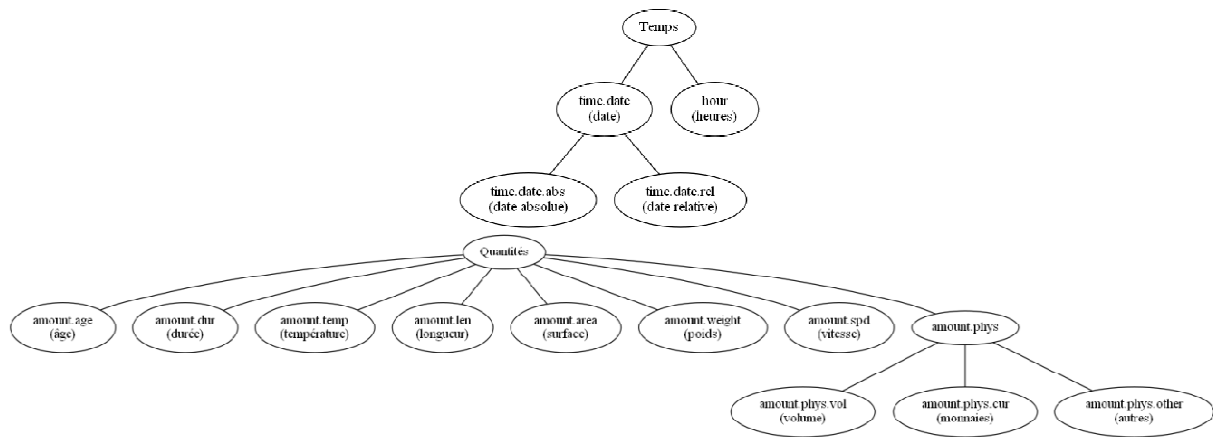 Temps
time.date
(date)
hour
(heures)
time.date.abs
(date absolue)
time.date.rel
(date relative)
Quantités
amount.age
(âge)
amount.dur
(durée)
amount.temp
(température)
amount.len
(longueur)
amount.area
(surface)
amount.weight
(poids)
amount.spd
(vitesse)
amount.phys
amount.phys.vol
(volume)
amount.phys.cur
(monnaies)
amount.phys.other
(autres)